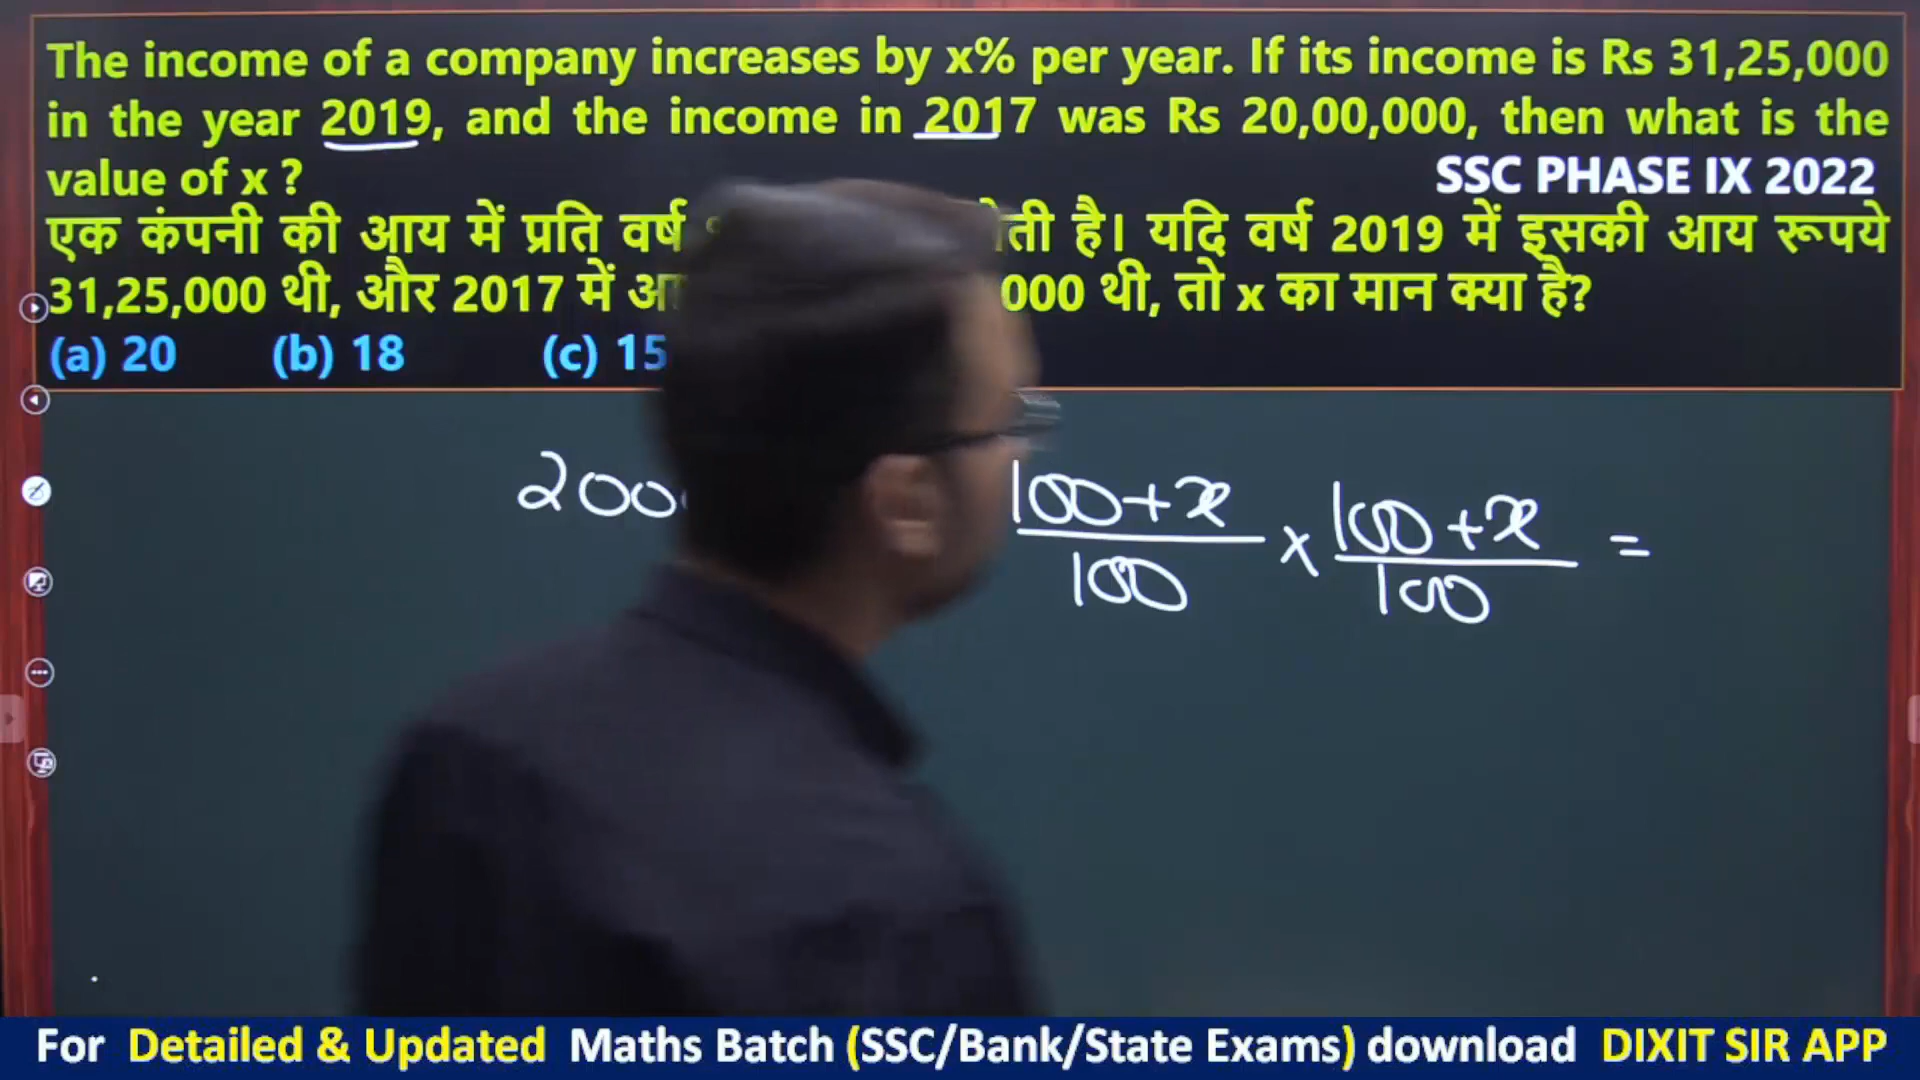 The income of a company increases by x% per year. If its income is Rs 31,25,000
in the year 2019, and the income in 2017 was Rs 20,00,000, then what is the
value of x ?
SSC PHASE IX 2022
एक कंपनी की आय में प्रति वर्ष है। यदि वर्ष 2019 में इसकी आय रूपये
31,25,000 थी, और 2017 में 000 थी, तो x का मान क्या है?
(a) 20 (b) 18 (c) 15
200
100+x
100
×
100+x
100
=
For Detailed & Updated Maths Batch (SSC/Bank/State Exams) download DIXIT SIR APP